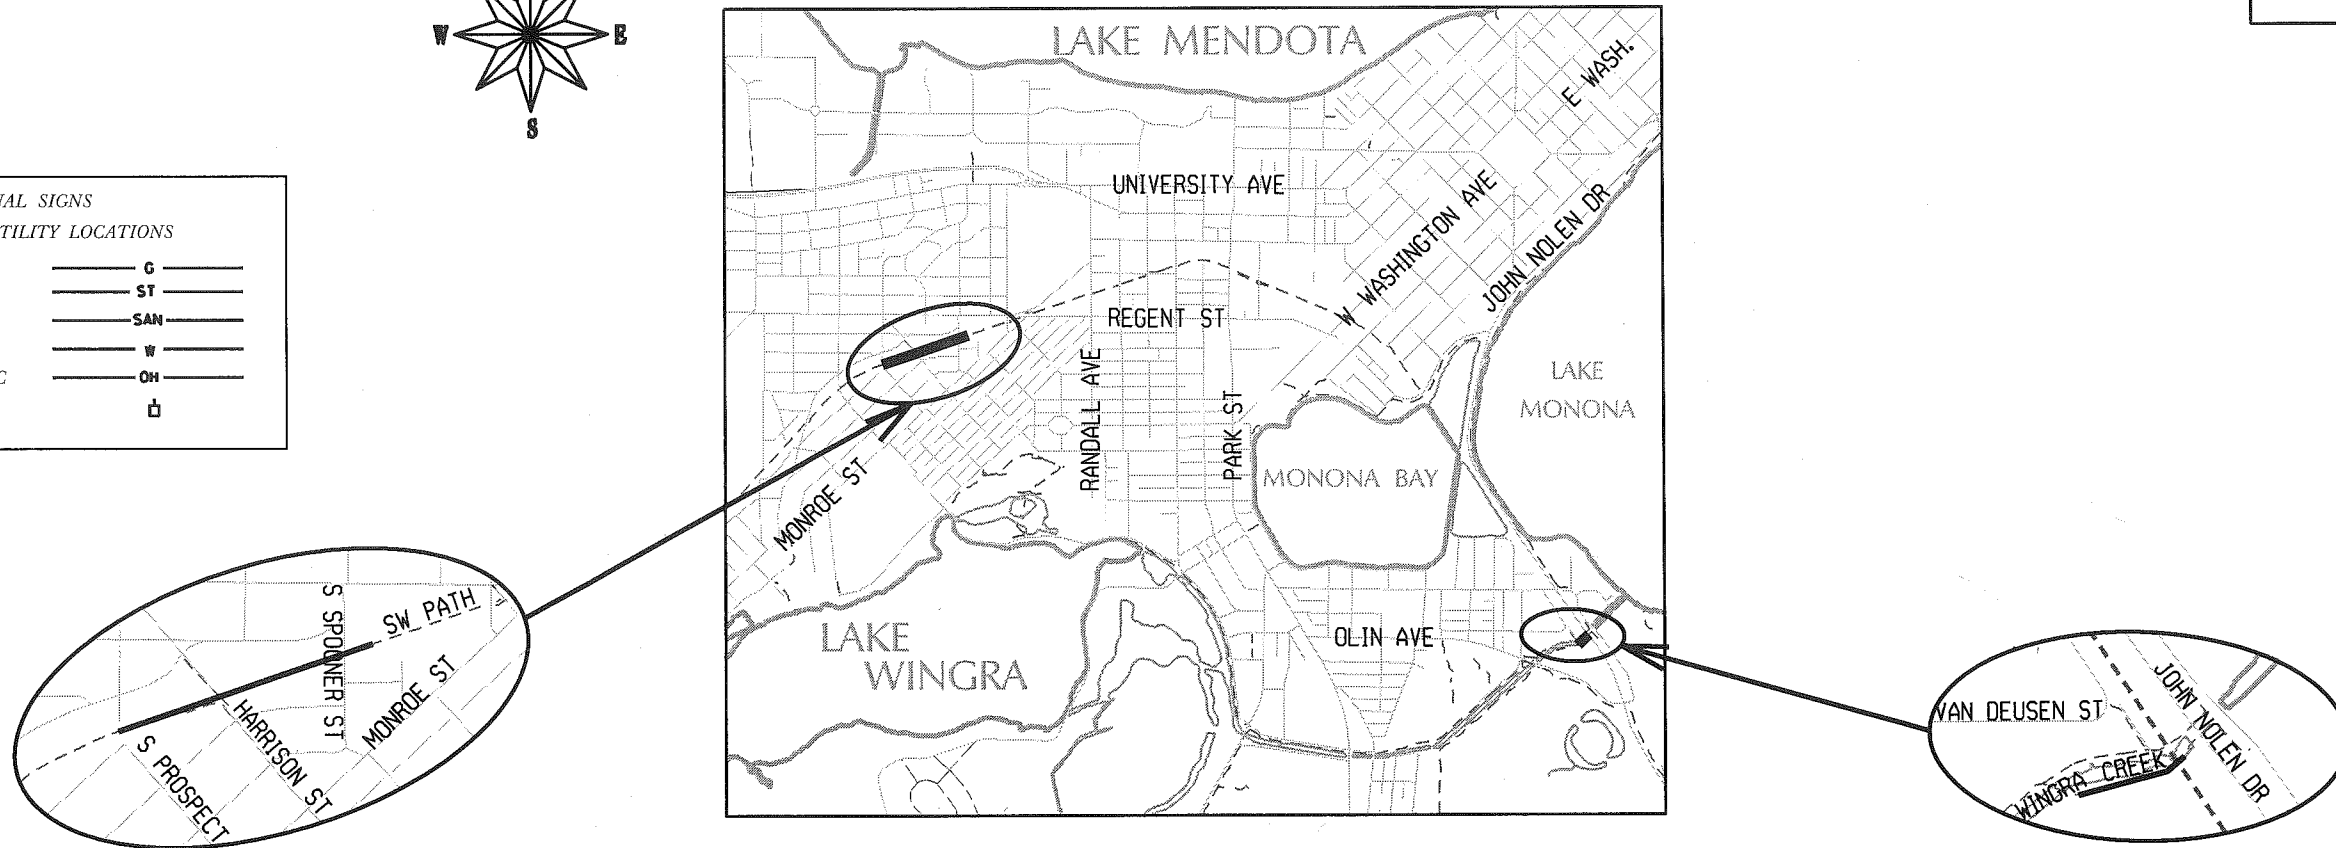 W
E
S
SIGNS
LOCATIONS
G
ST
SAN
W
OH
LAKE MENDOTA
E WASH.
UNIVERSITY AVE
W WASHINGTON AVE
JOHN NOLEN DR
REGENT ST
RANDALL AVE
PARK ST
LAKE
MONONA
MONONA BAY
MONROE ST
LAKE
WINGRA
OLIN AVE
S SPOONER ST
SW PATH
MONROE ST
HARRISON ST
S PROSPECT
VAN DEUSEN ST
JOHN NOLEN DR
WINGRA CREEK